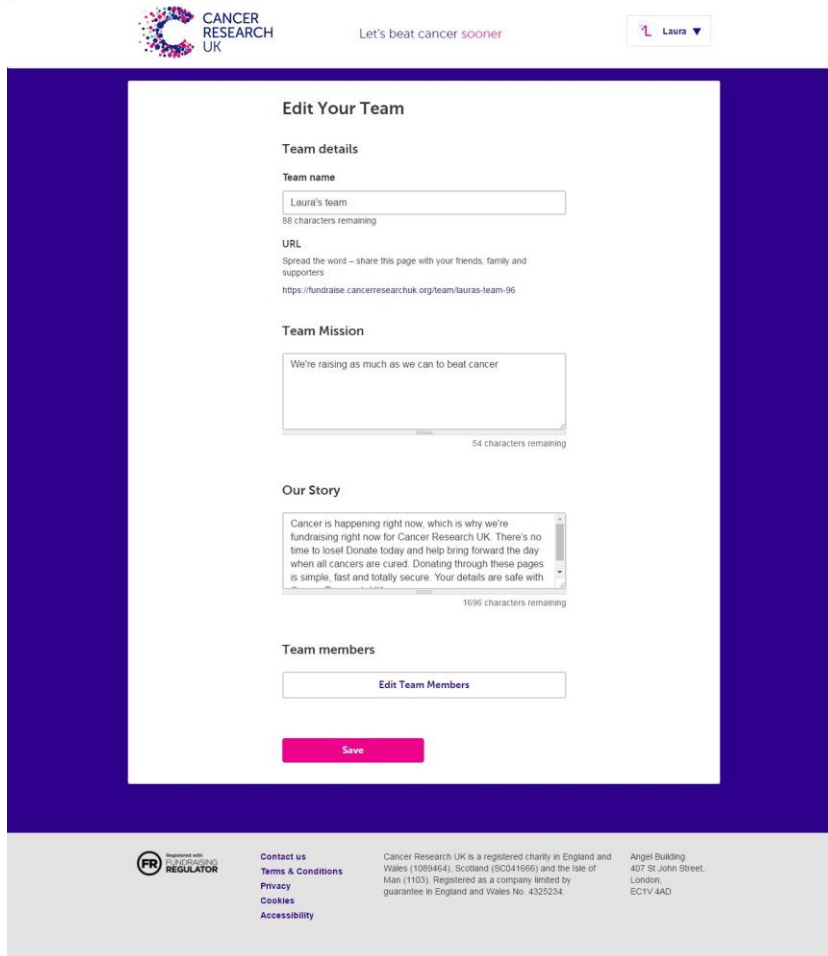 CANCER
RESEARCH
UK
Let's beat cancer sooner
Laura
Edit Your Team
Team details
Team name
Laura's team
88 characters remaining
URL
Spread the word – share this page with your friends, family and
supporters
https://fundraise.cancerresearchuk.org/team/lauras-team-96
Team Mission
We're raising as much as we can to beat cancer
54 characters remaining
Our Story
Cancer is happening right now, which is why we're
fundraising right now for Cancer Research UK. There's no
time to lose! Donate today and help bring forward the day
when all cancers are cured. Donating through these pages
is simple, fast and totally secure. Your details are safe with
1696 characters remaining
Team members
Edit Team Members
Save
FR
Registered with
FUNDRAISING
REGULATOR
Contact us
Terms & Conditions
Privacy
Cookies
Accessibility
Cancer Research UK is a registered charity in England and
Wales (1089464), Scotland (SC041666) and the Isle of
Man (1103). Registered as a company limited by
guarantee in England and Wales No. 4325234.
Angel Building
407 St John Street,
London,
EC1V 4AD